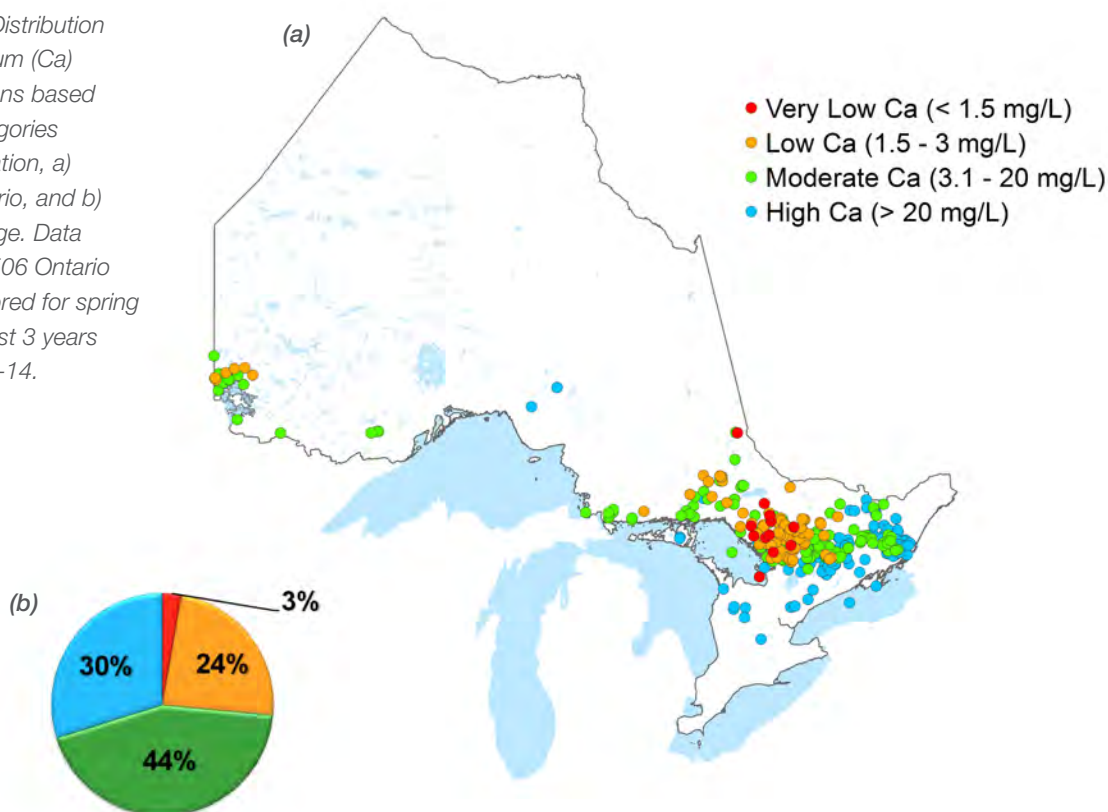 Distribution
um (Ca)
ns based
gories
tion, a)
rio, and b)
ge. Data
06 Ontario
red for spring
st 3 years
-14.
(a)
Very Low Ca (< 1.5 mg/L)
Low Ca (1.5 - 3 mg/L)
Moderate Ca (3.1 - 20 mg/L)
High Ca (> 20 mg/L)
(b)
3%
24%
30%
44%